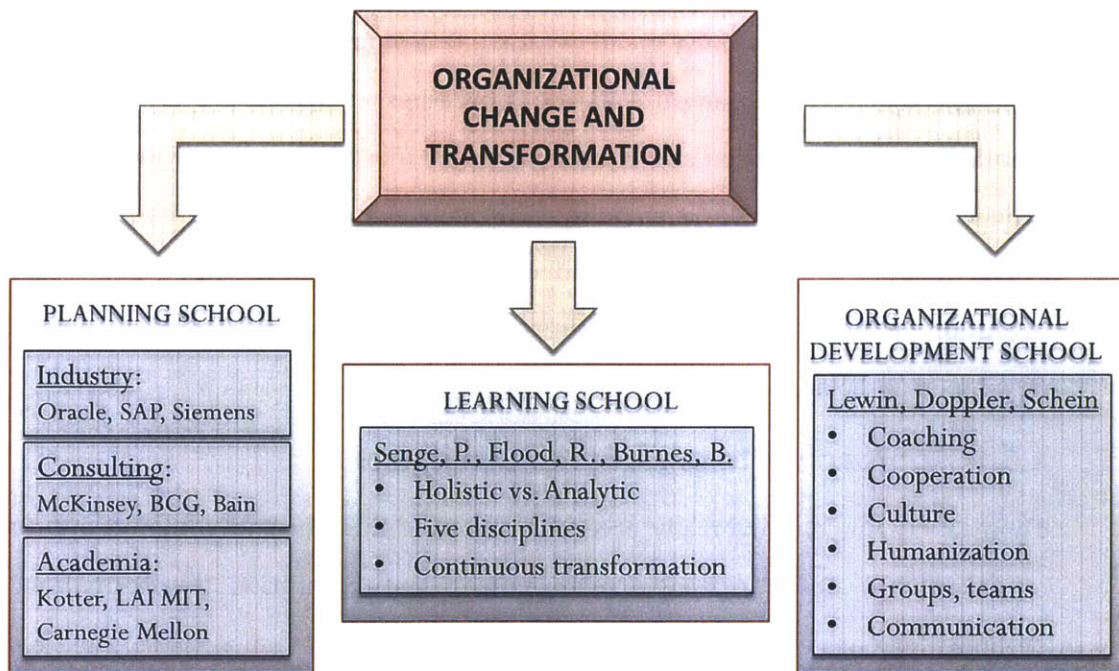 ORGANIZATIONAL
CHANGE AND
TRANSFORMATION
PLANNING SCHOOL
Industry:
Oracle, SAP, Siemens
Consulting:
McKinsey, BCG, Bain
Academia:
Kotter, LAI MIT,
Carnegie Mellon
LEARNING SCHOOL
Senge, P., Flood, R., Burnes, B.
• Holistic vs. Analytic
• Five disciplines
• Continuous transformation
ORGANIZATIONAL
DEVELOPMENT SCHOOL
Lewin, Doppler, Schein
• Coaching
• Cooperation
• Culture
• Humanization
• Groups, teams
• Communication